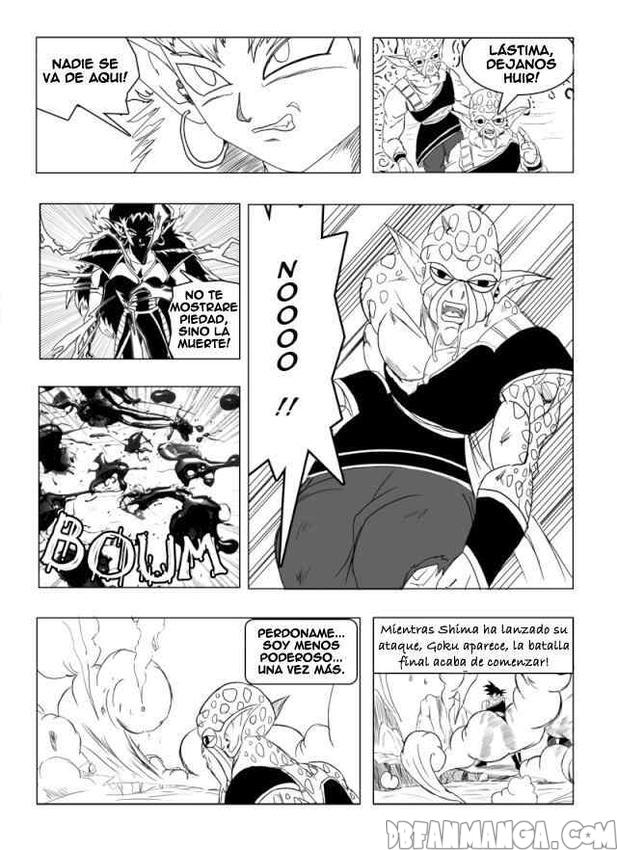 NADIE SE
VA DE AQUI!
LÁSTIMA,
DEJANOS
HUIR!
NO TE
MOSTRARE
PIEDAD,
SINO LA
MUERTE!
NOOOO !!
BOUM
PERDONAME...
SOY MENOS
PODEROSO...
UNA VEZ MÁS.
Mientras Shima ha lanzado su
ataque, Goku aparece, la batalla
final acaba de comenzar!
DBFANMANGA.COM